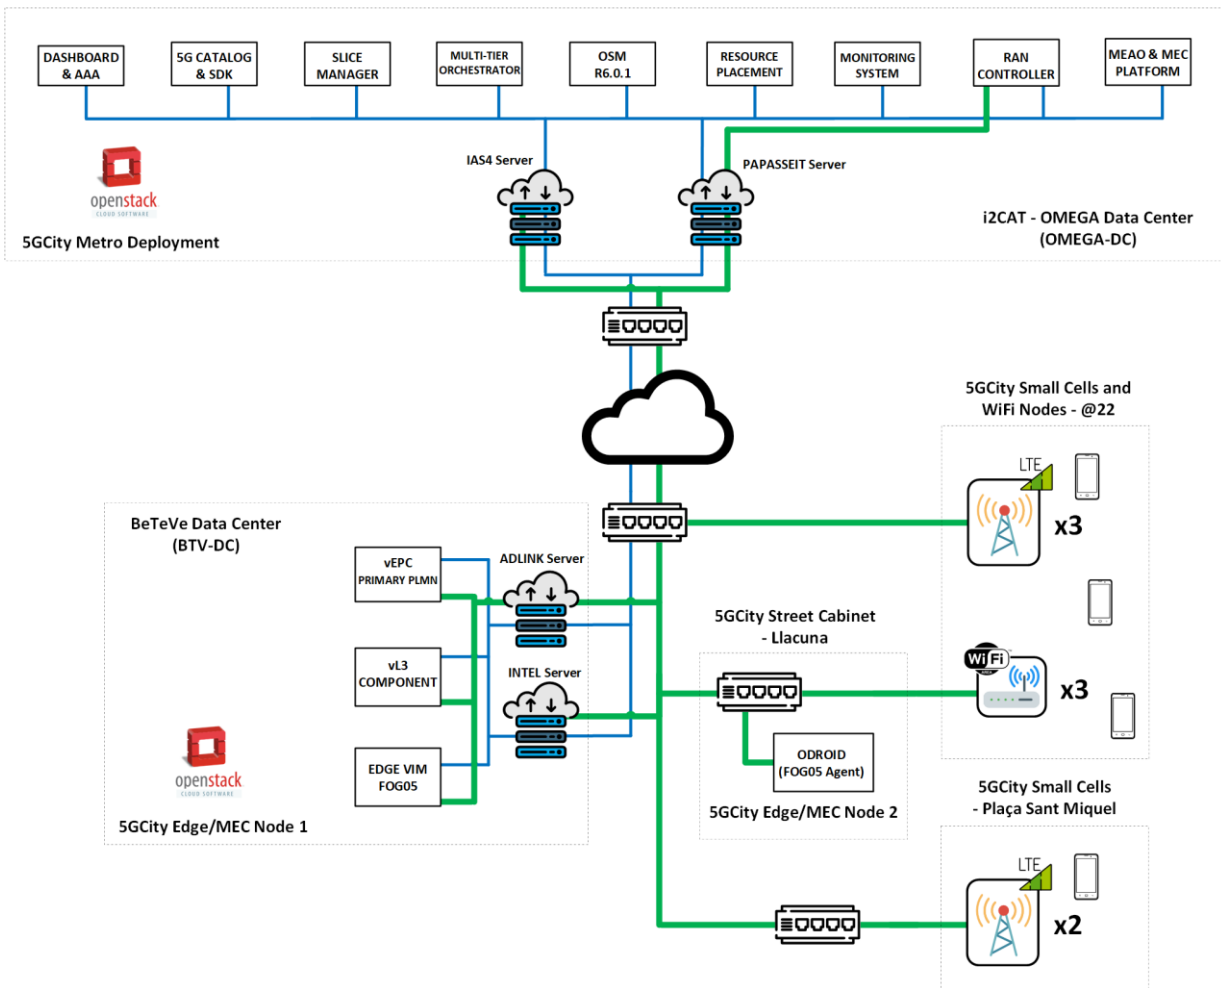 DASHBOARD
& AAA
5G CATALOG
& SDK
SLICE
MANAGER
MULTI-TIER
ORCHESTRATOR
OSM
R6.0.1
RESOURCE
PLACEMENT
MONITORING
SYSTEM
RAN
CONTROLLER
MEAO & MEC
PLATFORM
IAS4 Server
PAPASSEIT Server
openstack
CLOUD SOFTWARE
5GCity Metro Deployment
i2CAT - OMEGA Data Center
(OMEGA-DC)
5GCity Small Cells and
WiFi Nodes - @22
LTE
x3
BeTeVe Data Center
(BTV-DC)
vEPC
PRIMARY PLMN
ADLINK Server
vL3
COMPONENT
INTEL Server
EDGE VIM
FOG05
openstack
CLOUD SOFTWARE
5GCity Edge/MEC Node 1
5GCity Street Cabinet
- Llacuna
ODROID
(FOG05 Agent)
5GCity Edge/MEC Node 2
WiFi
x3
5GCity Small Cells
- Plaça Sant Miquel
LTE
x2